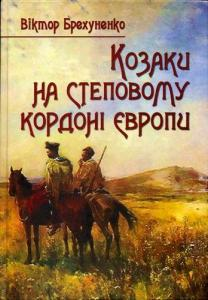 Віктор Брехуненко
Козаки
на степовому
кордоні Європи